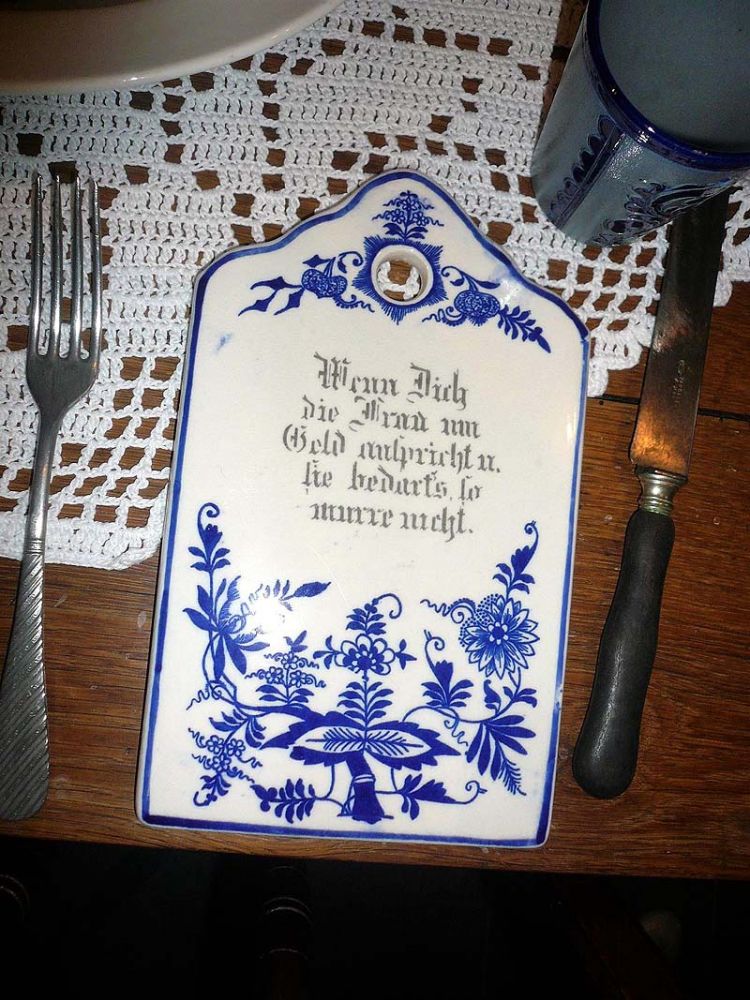 Wenn Dich
die Frau um
Geld anspricht u.
sie bedarf's, so
murre nicht.